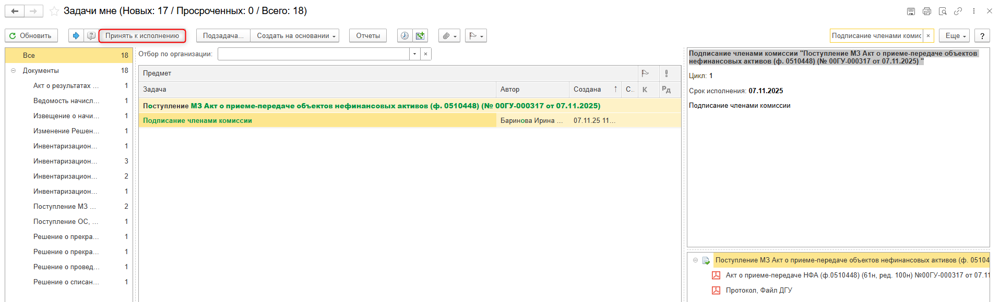 Задачи мне (Новых: 17 / Просроченных: 0 / Всего: 18)
Обновить
Принять к исполнению
Подзадача...
Создать на основании
Отчеты
Подписание членами комис
×
Еще
?
Все 18
Документы 18
Акт о результатах ... 1
Ведомость начисл... 1
Извещение о начи... 1
Изменение Решен... 1
Инвентаризацион... 1
Инвентаризацион... 3
Инвентаризацион... 2
Инвентаризацион... 1
Поступление МЗ ... 2
Поступление ОС, ... 1
Решение о прекра... 1
Решение о прекра... 1
Решение о провед... 1
Решение о списан... 1
Отбор по организации:
Предмет
Задача Автор Создана ↑ С.. К Рд
Поступление МЗ Акт о приеме-передаче объектов нефинансовых активов (ф. 0510448) (№ 00ГУ-000317 от 07.11.2025)
Подписание членами комиссии Баринова Ирина ... 07.11.25 11...
Подписание членами комиссии "Поступление МЗ Акт о приеме-передаче объектов
нефинансовых активов (ф. 0510448) (№ 00ГУ-000317 от 07.11.2025) "
Цикл: 1
Срок исполнения: 07.11.2025
Подписание членами комиссии
Поступление МЗ Акт о приеме-передаче объектов нефинансовых активов (ф. 05104
Акт о приеме-передаче НФА (ф.0510448) (61н, ред. 100н) №00ГУ-000317 от 07.11
Протокол, Файл ДГУ